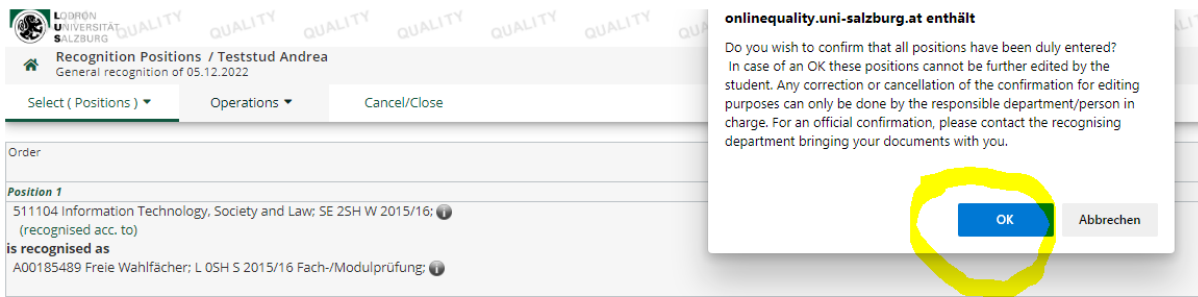 LODRON
UNIVERSITÄT
SALZBURG
QUALITY QUALITY QUALITY QUALITY QUALITY QUALITY
Recognition Positions / Teststud Andrea
General recognition of 05.12.2022
Select ( Positions ) Operations Cancel/Close
Order
Position 1
511104 Information Technology, Society and Law; SE 2SH W 2015/16;
(recognised acc. to)
is recognised as
A00185489 Freie Wahlfächer; L 0SH S 2015/16 Fach-/Modulprüfung;
onlinequality.uni-salzburg.at enthält
Do you wish to confirm that all positions have been duly entered?
In case of an OK these positions cannot be further edited by the
student. Any correction or cancellation of the confirmation for editing
purposes can only be done by the responsible department/person in
charge. For an official confirmation, please contact the recognising
department bringing your documents with you.
OK Abbrechen